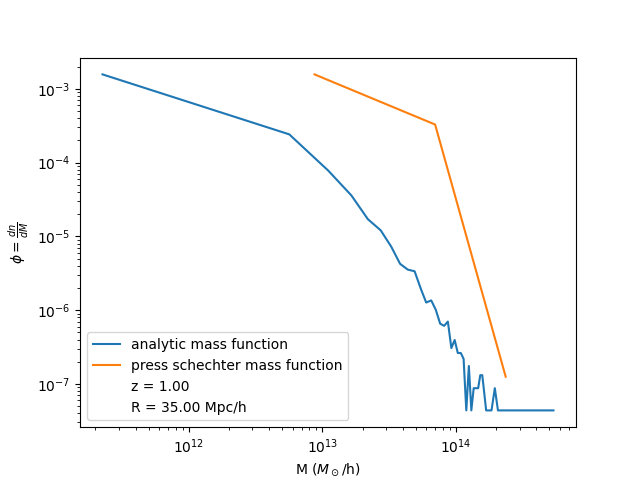 10⁻³
10⁻⁴
10⁻⁵
10⁻⁶
10⁻⁷
ϕ = dn/dM
analytic mass function
press schechter mass function
z = 1.00
R = 35.00 Mpc/h
10¹² 10¹³ 10¹⁴
M (M⊙/h)